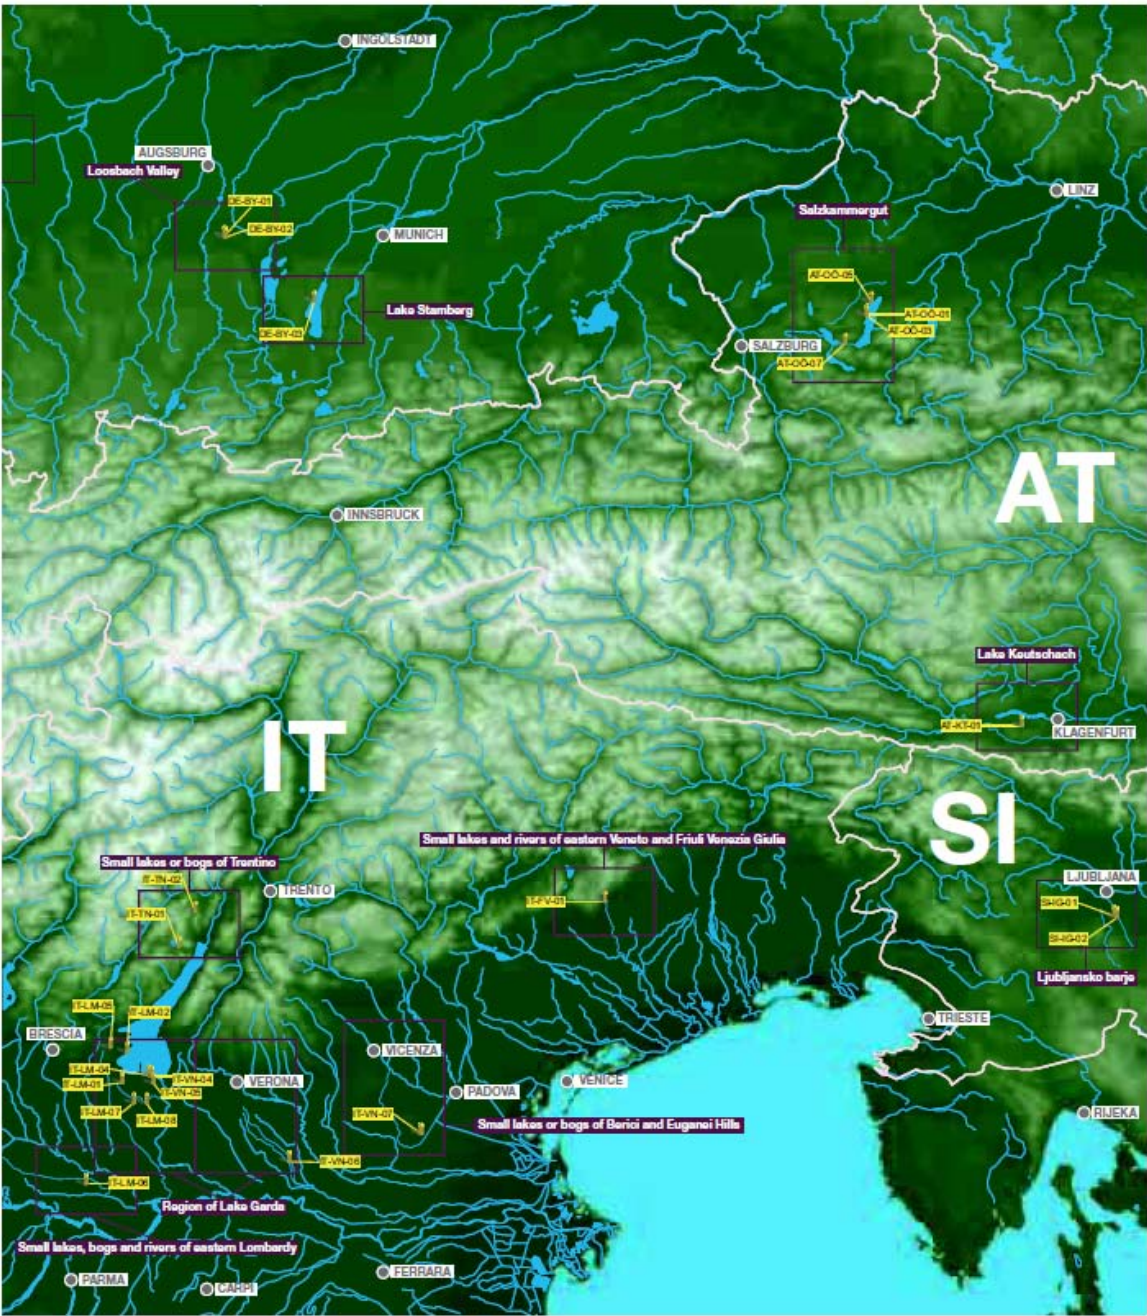 INGOLSTADT
AUGSBURG
Loosbach Valley
LINZ
DE-BY-01
DE-BY-02
Salzkammergut
MUNICH
AT-OÖ-05
Lake Starnberg
AT-OÖ-01
DE-BY-03
AT-OÖ-03
SALZBURG
AT-OÖ-07
AT
INNSBRUCK
Lake Keutschach
IT
AT-KT-01
KLAGENFURT
SI
Small lakes and rivers of eastern Veneto and Friuli Venezia Giulia
Small lakes or bogs of Trentino
IT-TN-02
TRENTO
LJUBLJANA
IT-FV-01
SI-IG-01
IT-TN-01
SI-IG-02
Ljubljansko barje
IT-LM-05
IT-LM-02
TRIESTE
BRESCIA
VICENZA
IT-LM-04
IT-VN-04
IT-LM-01
VERONA
VENICE
IT-VN-05
PADOVA
IT-LM-07
IT-VN-07
RIJEKA
IT-LM-08
Small lakes or bogs of Berici and Euganei Hills
IT-VN-06
IT-LM-06
Region of Lake Garda
Small lakes, bogs and rivers of eastern Lombardy
FERRARA
PARMA
CARPI